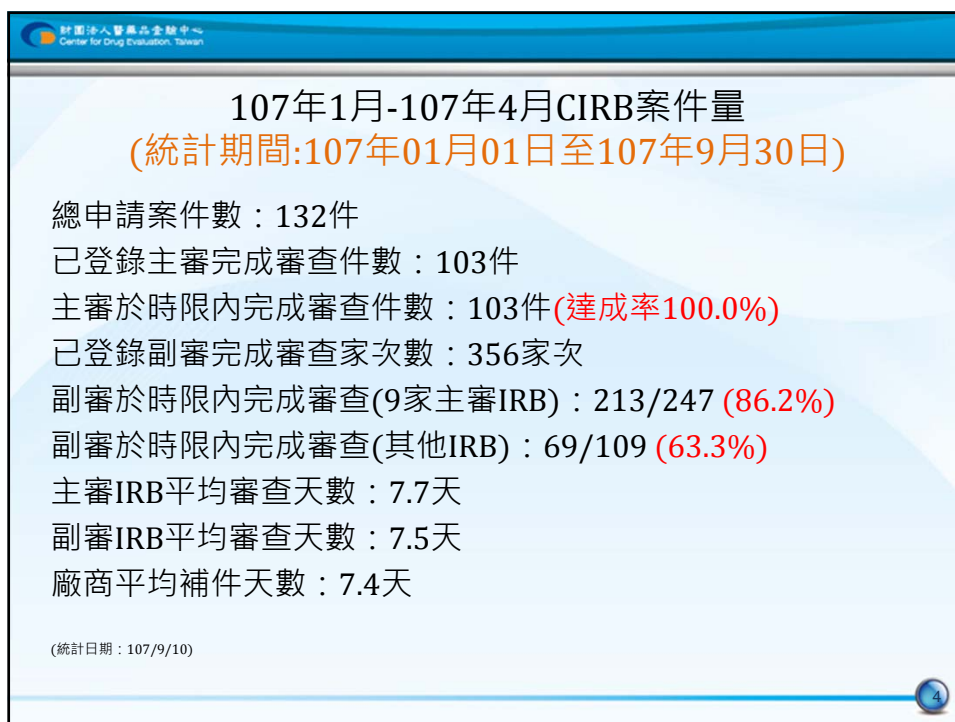 財團法人醫藥品查驗中心
Center for Drug Evaluation, Taiwan
107年1月-107年4月CIRB案件量
(統計期間:107年01月01日至107年9月30日)
總申請案件數：132件
已登錄主審完成審查件數：103件
主審於時限內完成審查件數：103件(達成率100.0%)
已登錄副審完成審查家次數：356家次
副審於時限內完成審查(9家主審IRB)：213/247 (86.2%)
副審於時限內完成審查(其他IRB)：69/109 (63.3%)
主審IRB平均審查天數：7.7天
副審IRB平均審查天數：7.5天
廠商平均補件天數：7.4天
(統計日期：107/9/10)
4